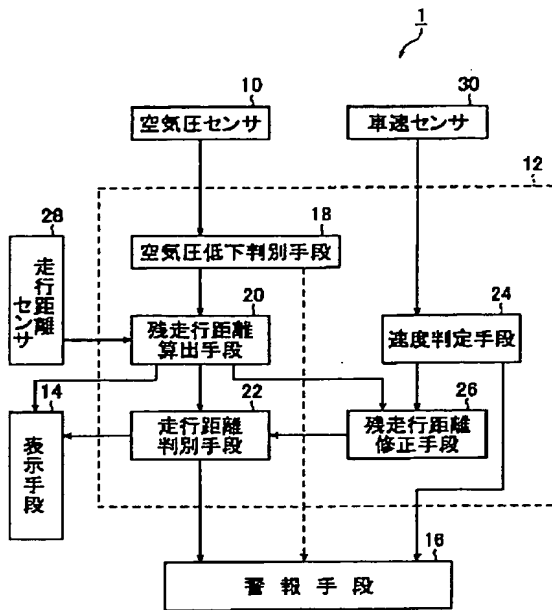 1
10
空気圧センサ
30
車速センサ
12
28
走行距離
センサ
18
空気圧低下判別手段
20
残走行距離
算出手段
24
速度判定手段
14
表示手段
22
走行距離
判別手段
26
残走行距離
修正手段
16
警報手段